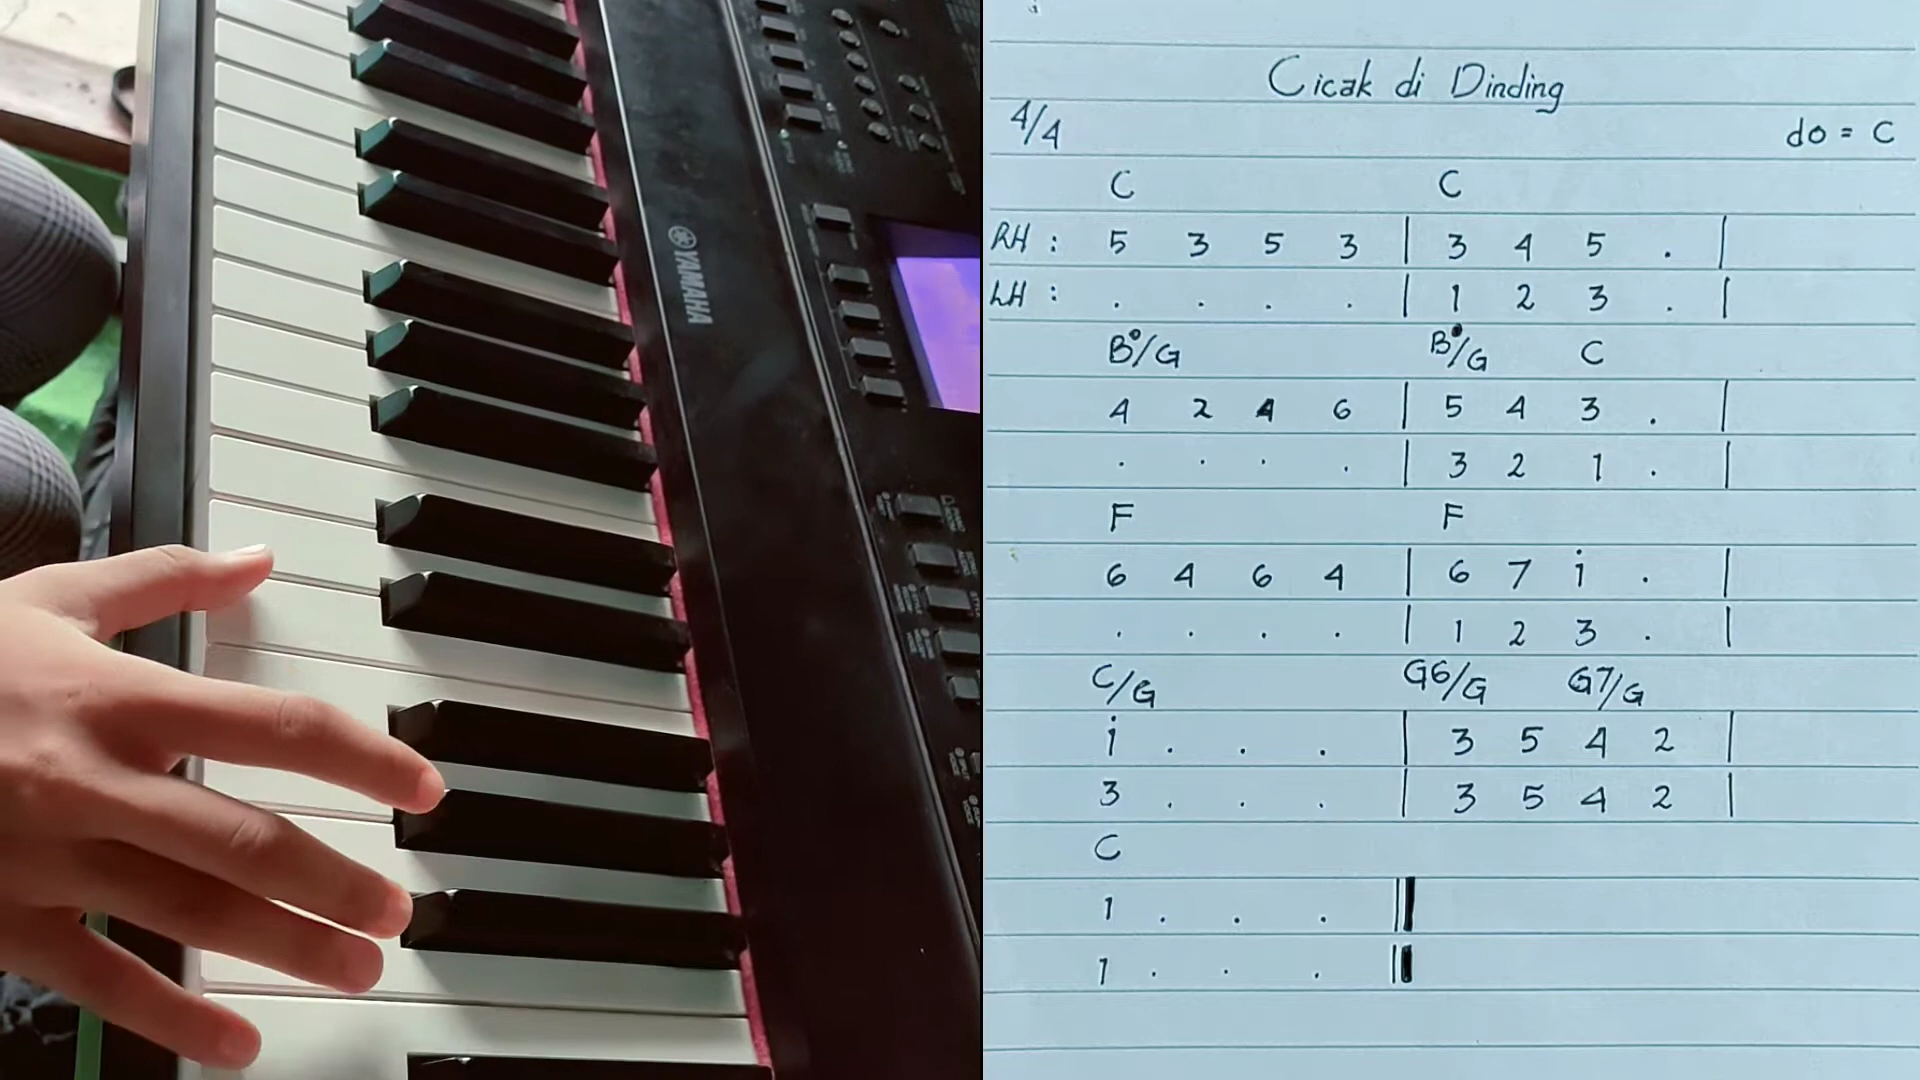 YAMAHA
Cicak di Dinding
4/4 do = C
C C
RH : 5 3 5 3 | 3 4 5 . |
LH : . . . . | 1 2 3 . |
B°/G B°/G C
4 2 4 6 | 5 4 3 . |
. . . . | 3 2 1 . |
F F
6 4 6 4 | 6 7 i . |
. . . . | 1 2 3 . |
C/G G6/G G7/G
i . . . | 3 5 4 2 |
3 . . . | 3 5 4 2 |
C
1 . . . ||
1 . . . ||